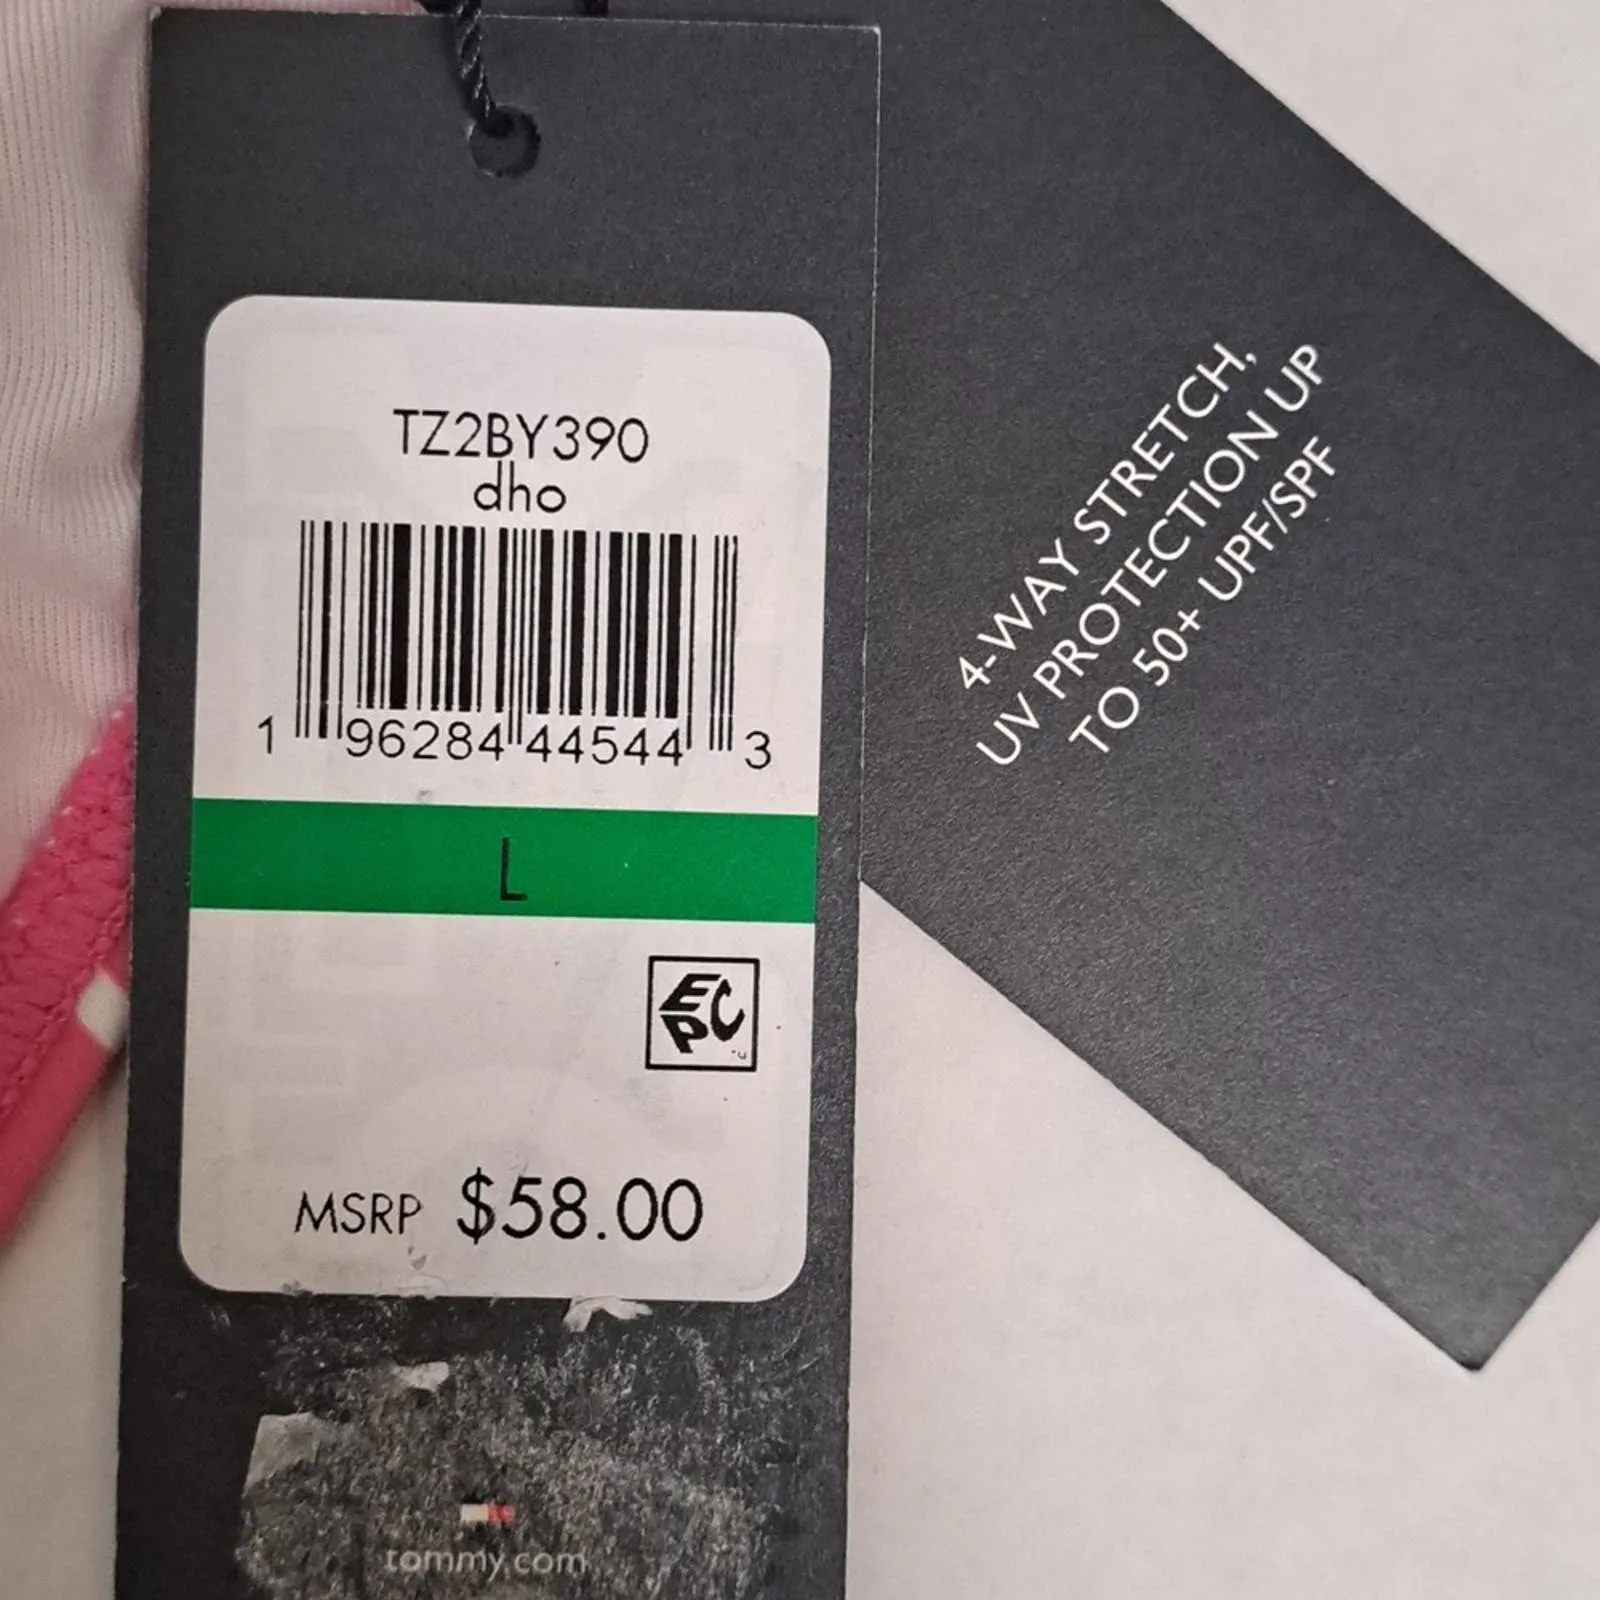 TZ2BY390
dho
1 96284 44544 3
L
EPC
MSRP $58.00
tommy.com
4-WAY STRETCH,
UV PROTECTION UP
TO 50+ UPF/SPF